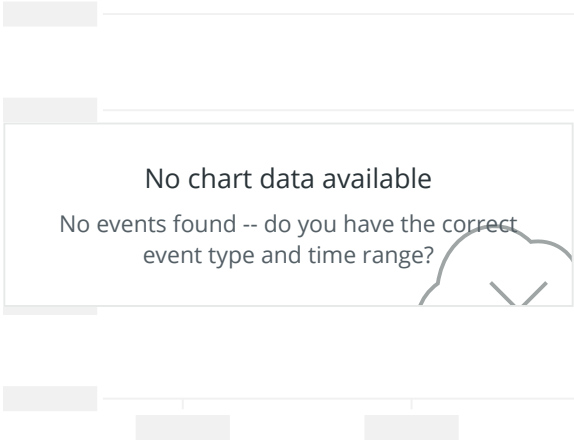 No chart data available
No events found -- do you have the correct
event type and time range?